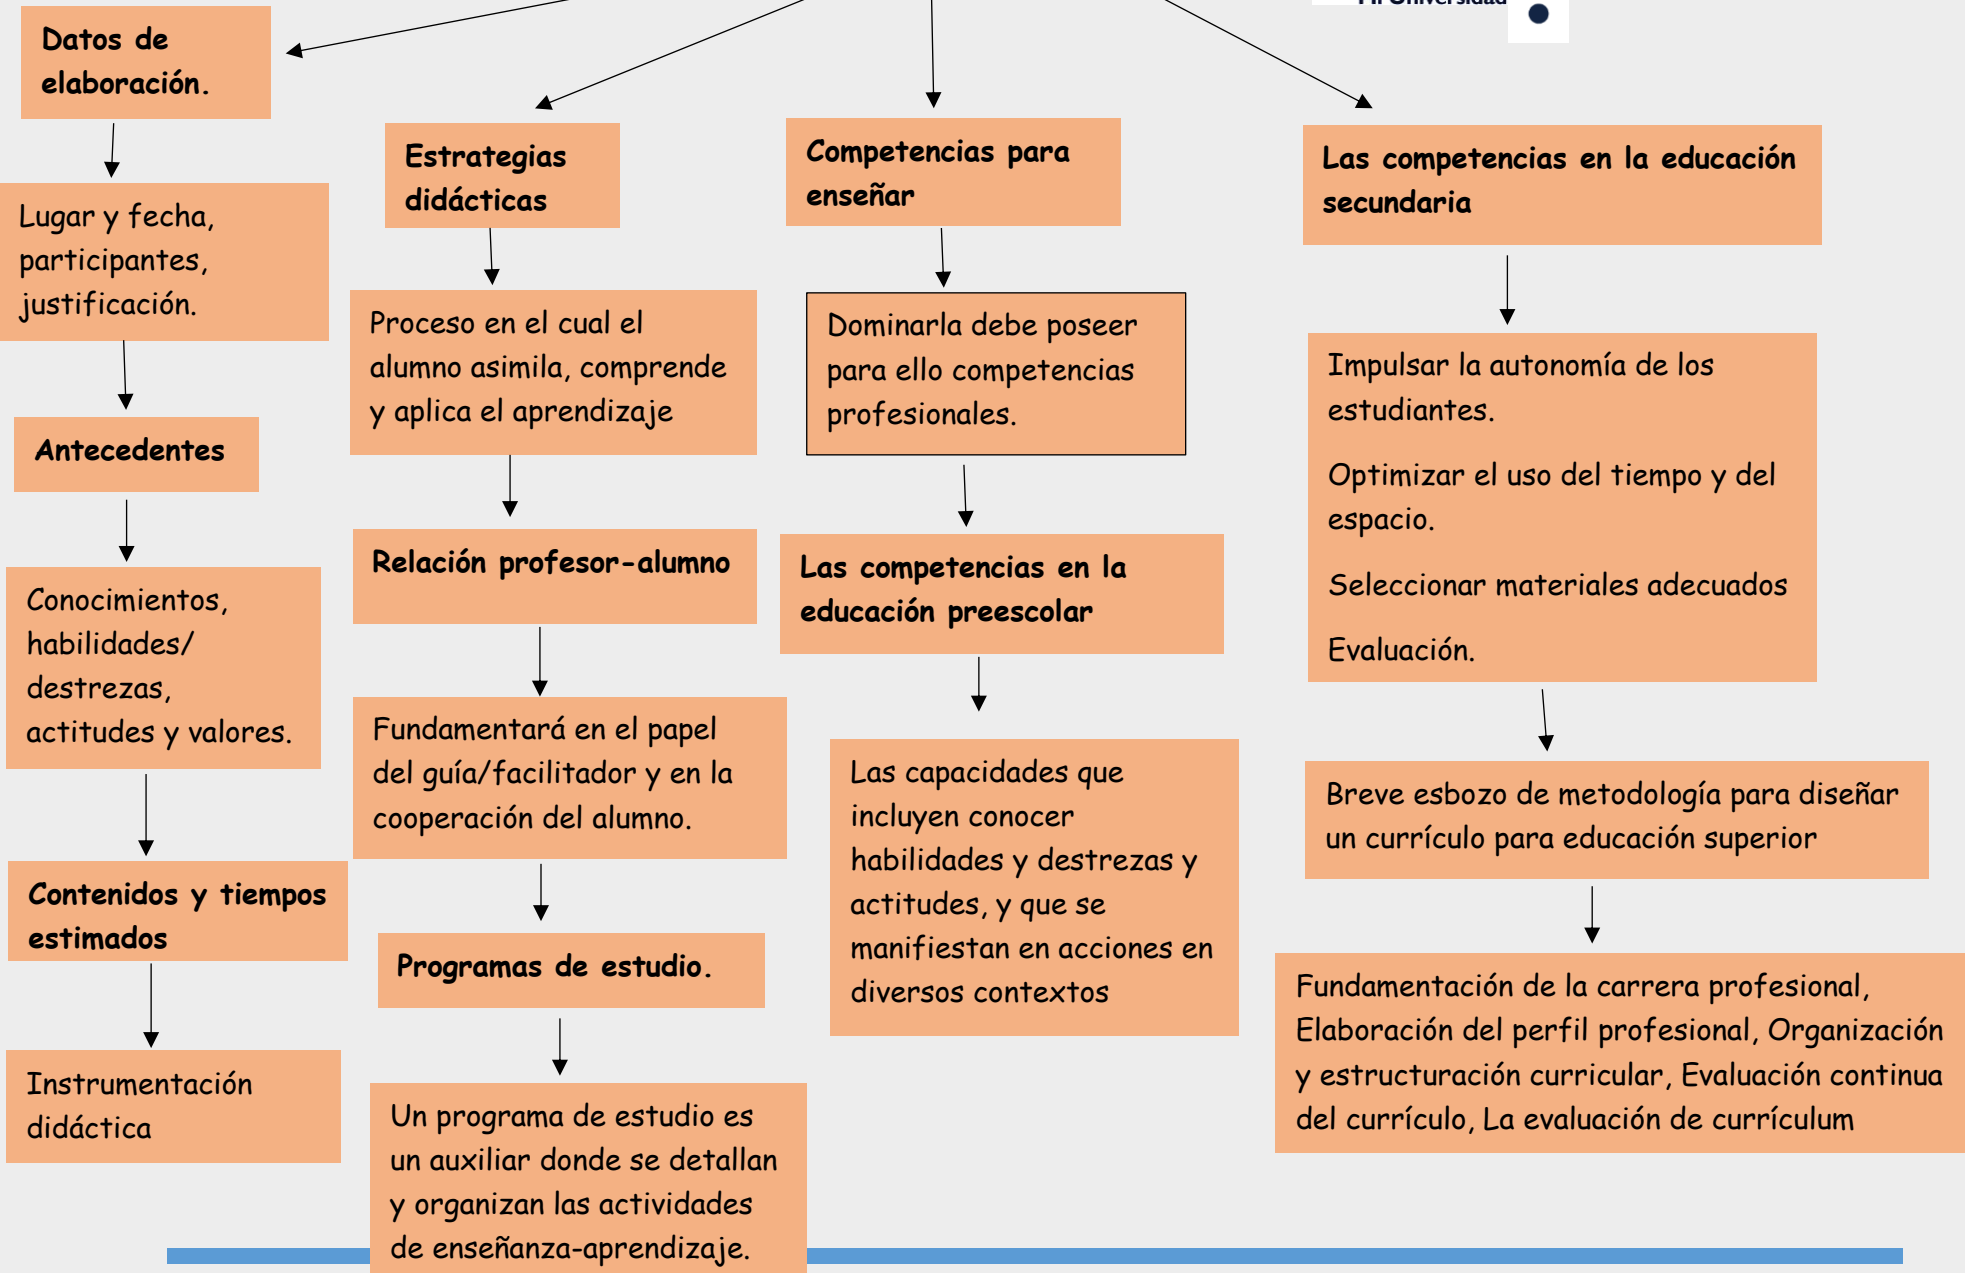 Mi Universidad
Datos de
elaboración.
Lugar y fecha,
participantes,
justificación.
Antecedentes
Conocimientos,
habilidades/
destrezas,
actitudes y valores.
Contenidos y tiempos
estimados
Instrumentación
didáctica
Estrategias
didácticas
Proceso en el cual el
alumno asimila, comprende
y aplica el aprendizaje
Relación profesor-alumno
Fundamentará en el papel
del guía/facilitador y en la
cooperación del alumno.
Programas de estudio.
Un programa de estudio es
un auxiliar donde se detallan
y organizan las actividades
de enseñanza-aprendizaje.
Competencias para
enseñar
Dominarla debe poseer
para ello competencias
profesionales.
Las competencias en la
educación preescolar
Las capacidades que
incluyen conocer
habilidades y destrezas y
actitudes, y que se
manifiestan en acciones en
diversos contextos
Las competencias en la educación
secundaria
Impulsar la autonomía de los
estudiantes.
Optimizar el uso del tiempo y del
espacio.
Seleccionar materiales adecuados
Evaluación.
Breve esbozo de metodología para diseñar
un currículo para educación superior
Fundamentación de la carrera profesional,
Elaboración del perfil profesional, Organización
y estructuración curricular, Evaluación continua
del currículo, La evaluación de currículum